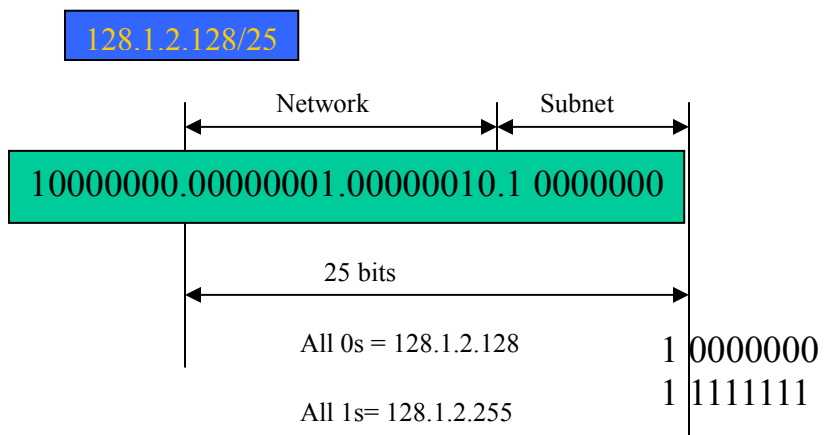 128.1.2.128/25
Network Subnet
10000000.00000001.00000010.1 0000000
25 bits
All 0s = 128.1.2.128
1 0000000
1 1111111
All 1s= 128.1.2.255